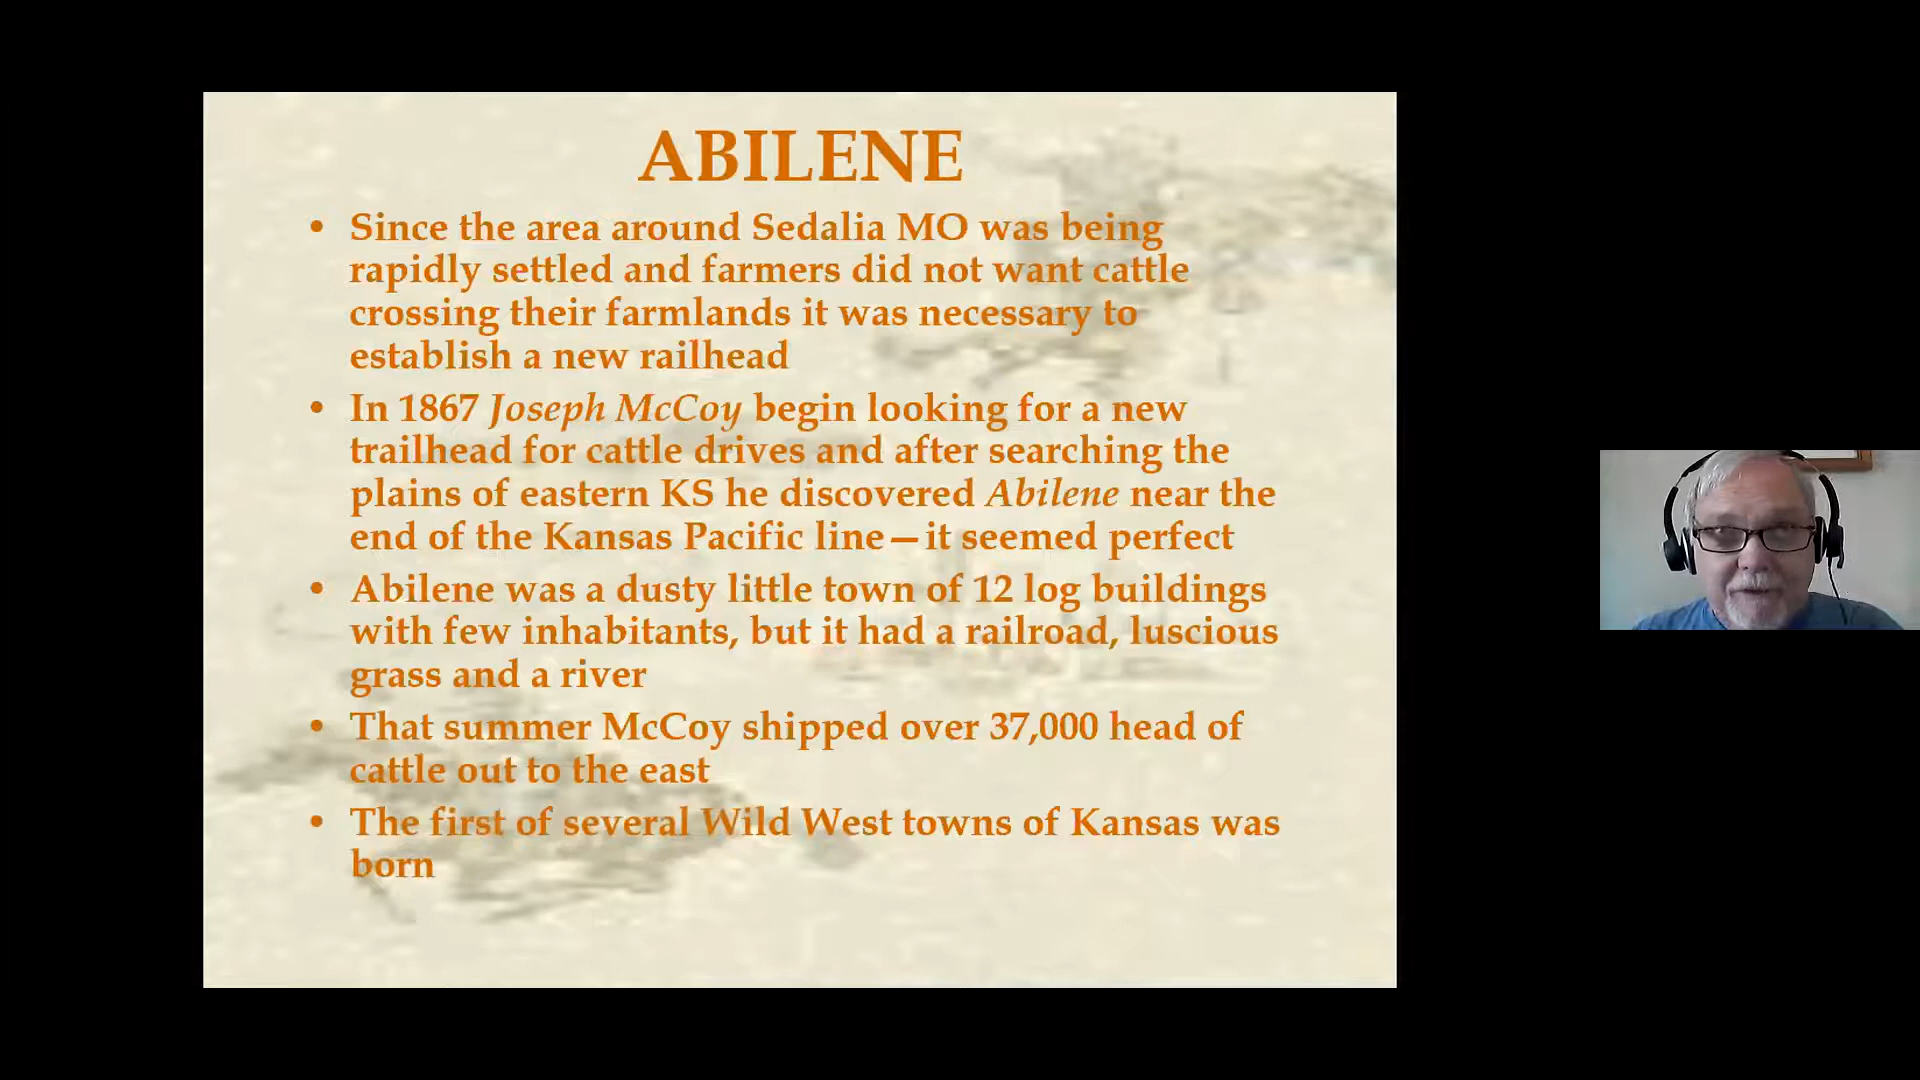 ABILENE
• Since the area around Sedalia MO was being
rapidly settled and farmers did not want cattle
crossing their farmlands it was necessary to
establish a new railhead
• In 1867 Joseph McCoy begin looking for a new
trailhead for cattle drives and after searching the
plains of eastern KS he discovered Abilene near the
end of the Kansas Pacific line—it seemed perfect
• Abilene was a dusty little town of 12 log buildings
with few inhabitants, but it had a railroad, luscious
grass and a river
• That summer McCoy shipped over 37,000 head of
cattle out to the east
• The first of several Wild West towns of Kansas was
born